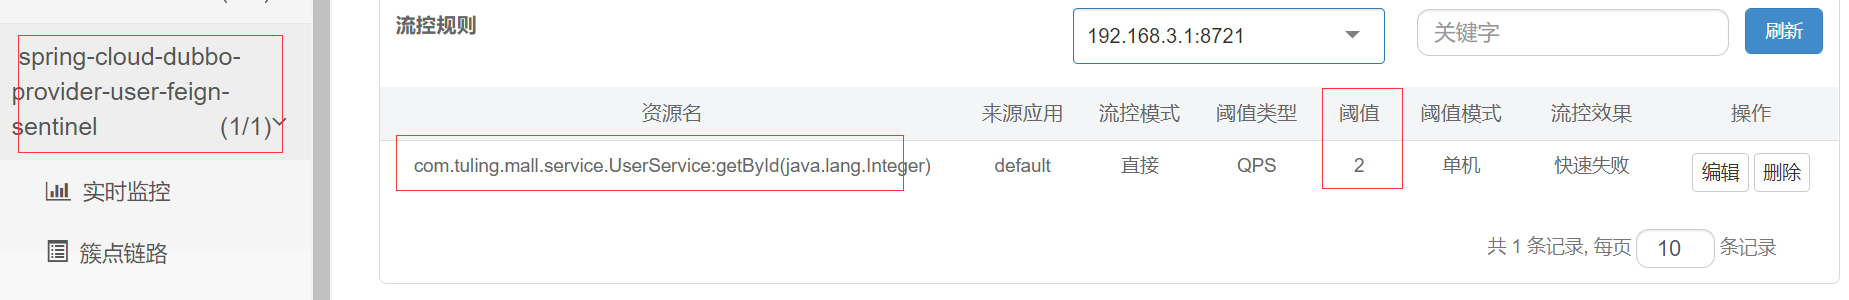 spring-cloud-dubbo-
provider-user-feign-
sentinel (1/1)
实时监控
簇点链路
流控规则 192.168.3.1:8721 关键字 刷新
资源名 来源应用 流控模式 阈值类型 阈值 阈值模式 流控效果 操作
com.tuling.mall.service.UserService:getById(java.lang.Integer) default 直接 QPS 2 单机 快速失败 编辑 删除
共 1 条记录, 每页 10 条记录